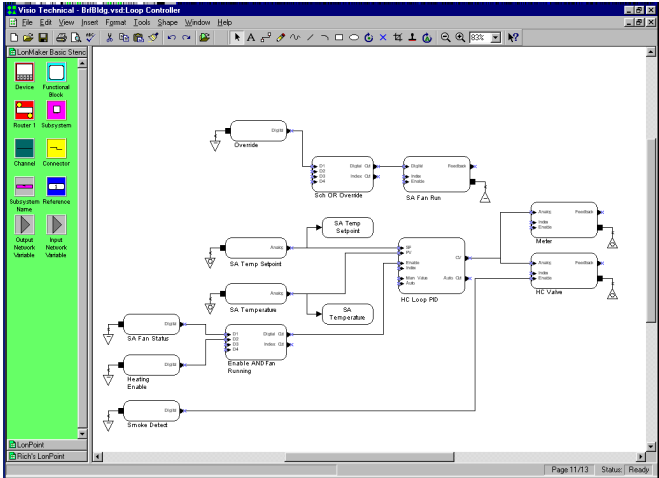 Visio Technical - BrfBldg.vsd:Loop Controller
File Edit View Insert Format Tools Shape Window Help
83%
LonMaker Basic Stenc
Device
Functional
Block
Router 1
Subsystem
Channel
Connector
Subsystem
Name
Reference
Output
Network
Variable
Input
Network
Variable
LonPoint
Rich's LonPoint
Digital
Override
D1
D2
D3
D4
Digital Out
Index Out
Sch OR Override
Digital
Index
Enable
Feedback
SA Fan Run
SA Temp
Setpoint
Analog
SA Temp Setpoint
Analog
SA Temperature
SA
Temperature
SP
PV
Enable
Index
Man Value
Auto
CV
Auto Out
HC Loop PID
Analog
Index
Enable
Feedback
Meter
Analog
Index
Enable
Feedback
HC Valve
Digital
SA Fan Status
Digital
Heating
Enable
D1
D2
D3
D4
Digital Out
Index Out
Enable AND Fan
Running
Digital
Smoke Detect
Page 11/13
Status: Ready